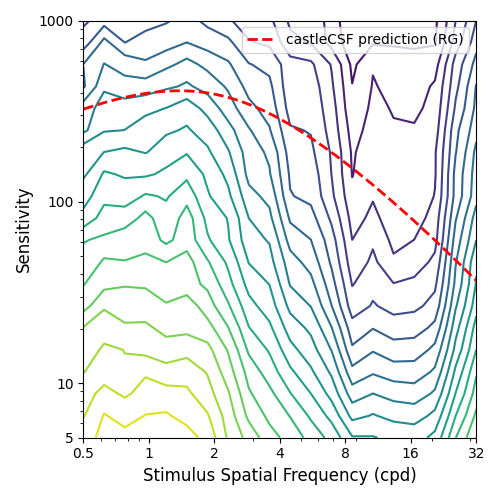 1000
castleCSF prediction (RG)
100
10
5
Sensitivity
0.5 1 2 4 8 16 32
Stimulus Spatial Frequency (cpd)